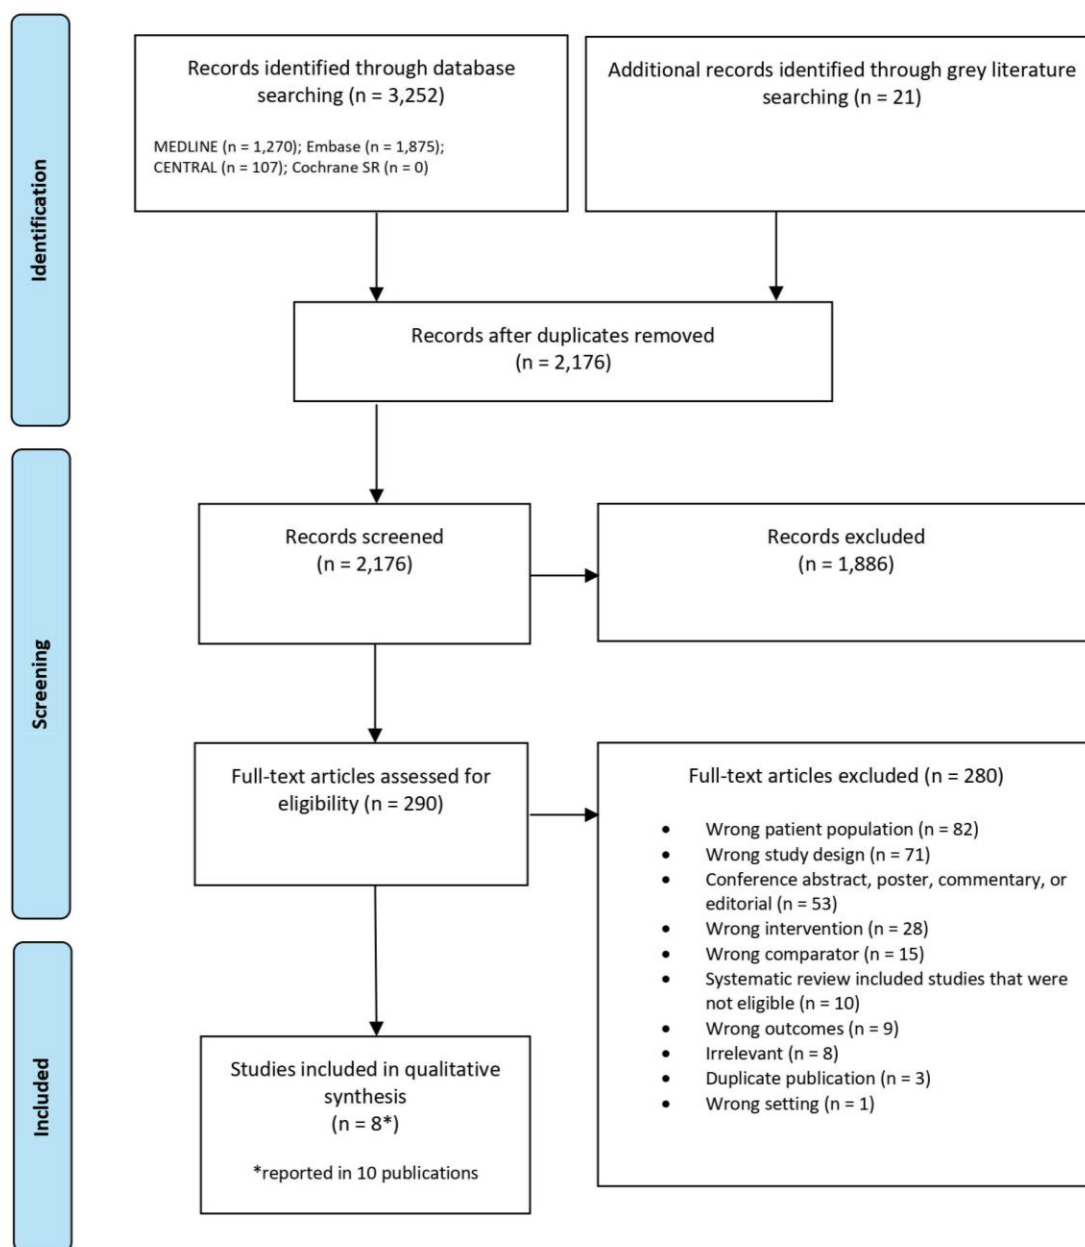 Identification
Records identified through database
searching (n = 3,252)
MEDLINE (n = 1,270); Embase (n = 1,875);
CENTRAL (n = 107); Cochrane SR (n = 0)
Additional records identified through grey literature
searching (n = 21)
Records after duplicates removed
(n = 2,176)
Screening
Records screened
(n = 2,176)
Records excluded
(n = 1,886)
Full-text articles assessed for
eligibility (n = 290)
Full-text articles excluded (n = 280)
• Wrong patient population (n = 82)
• Wrong study design (n = 71)
• Conference abstract, poster, commentary, or
editorial (n = 53)
• Wrong intervention (n = 28)
• Wrong comparator (n = 15)
• Systematic review included studies that were
not eligible (n = 10)
• Wrong outcomes (n = 9)
• Irrelevant (n = 8)
• Duplicate publication (n = 3)
• Wrong setting (n = 1)
Included
Studies included in qualitative
synthesis
(n = 8*)
*reported in 10 publications